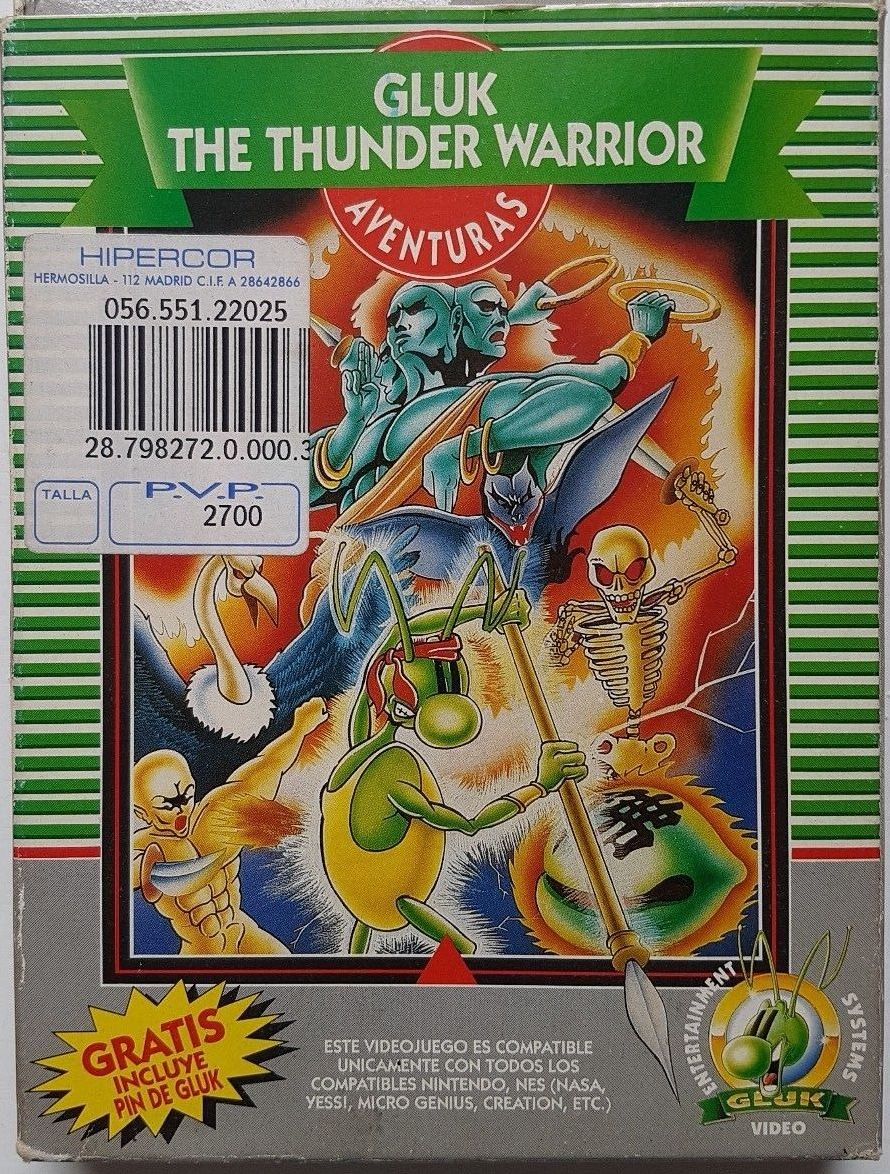 GLUK
THE THUNDER WARRIOR
AVENTURAS
HIPERCOR
HERMOSILLA - 112 MADRID C.I.F. A 28642866
056.551.22025
28.798272.0.000.3
TALLA
P.V.P.
2700
GRATIS
INCLUYE
PIN DE GLUK
ESTE VIDEOJUEGO ES COMPATIBLE
UNICAMENTE CON TODOS LOS
COMPATIBLES NINTENDO, NES (NASA,
YESSI, MICRO GENIUS, CREATION, ETC.)
ENTERTAINMENT
SYSTEMS
GLUK
VIDEO